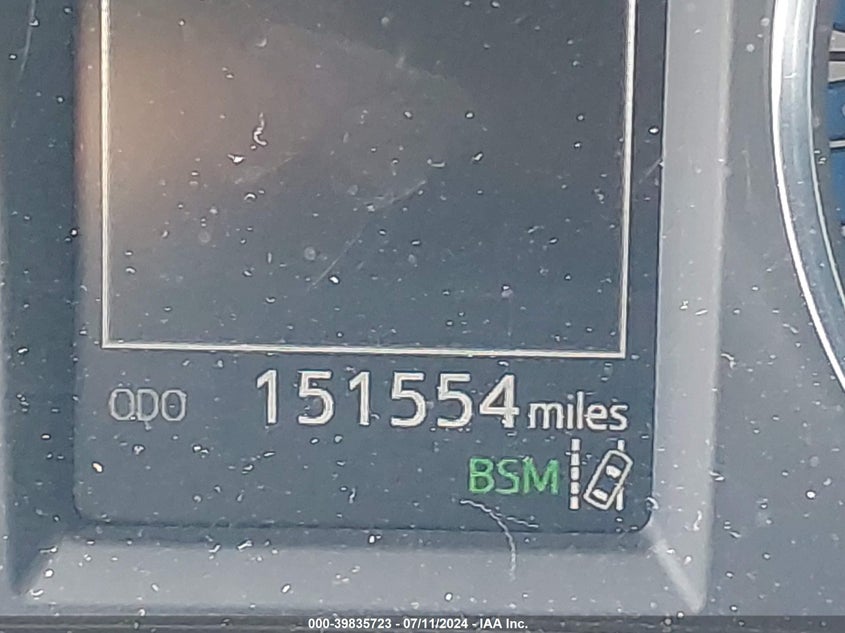 ODO 151554 miles
BSM
000-39835723 - 07/11/2024 - IAA Inc.